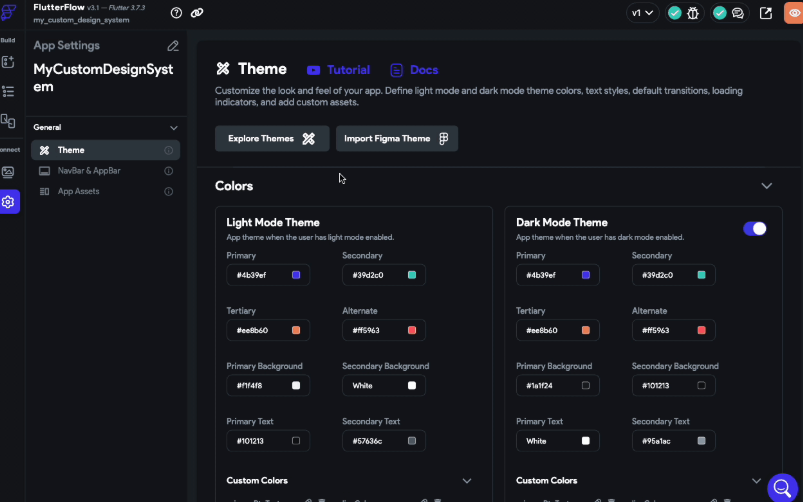 FlutterFlow v3.1 – Flutter 3.7.3
my_custom_design_system
v1
Build
App Settings
MyCustomDesignSyst
em
General
Theme
NavBar & AppBar
App Assets
onnect
Theme
Tutorial
Docs
Customize the look and feel of your app. Define light mode and dark mode theme colors, text styles, default transitions, loading
indicators, and add custom assets.
Explore Themes
Import Figma Theme
Colors
Light Mode Theme
App theme when the user has light mode enabled.
Primary Secondary
#4b39ef #39d2c0
Tertiary Alternate
#ee8b60 #ff5963
Primary Background Secondary Background
#f1f4f8 White
Primary Text Secondary Text
#101213 #57636c
Custom Colors
Dark Mode Theme
App theme when the user has dark mode enabled.
Primary Secondary
#4b39ef #39d2c0
Tertiary Alternate
#ee8b60 #ff5963
Primary Background Secondary Background
#1a1f24 #101213
Primary Text Secondary Text
White #95a1ac
Custom Colors